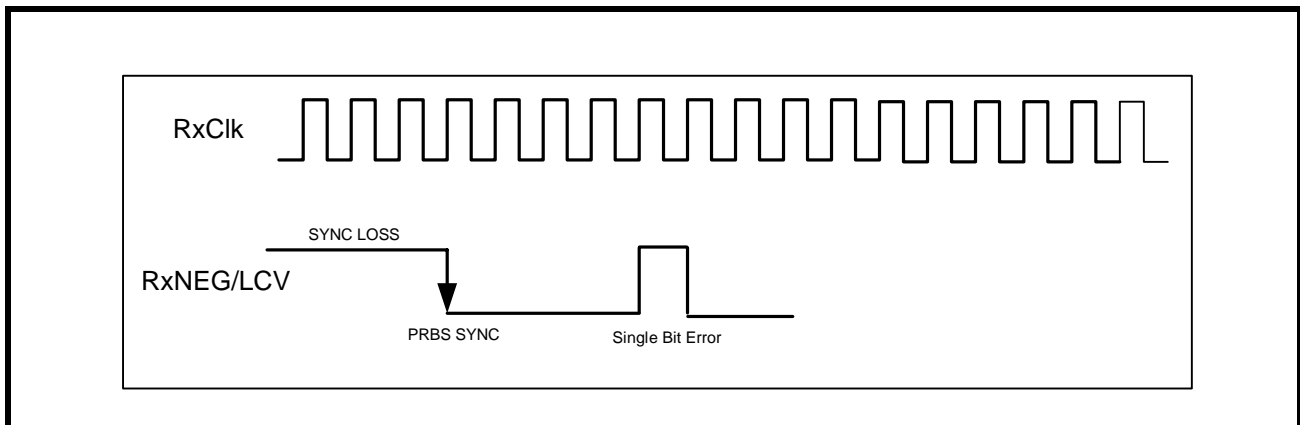 RxClk
SYNC LOSS
RxNEG/LCV
PRBS SYNC
Single Bit Error